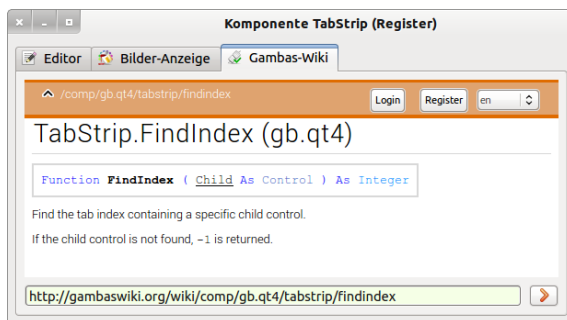 Komponente TabStrip (Register)
Editor Bilder-Anzeige Gambas-Wiki
/comp/gb.qt4/tabstrip/findindex Login Register en
TabStrip.FindIndex (gb.qt4)
Function FindIndex ( Child As Control ) As Integer
Find the tab index containing a specific child control.
If the child control is not found, -1 is returned.
http://gambaswiki.org/wiki/comp/gb.qt4/tabstrip/findindex